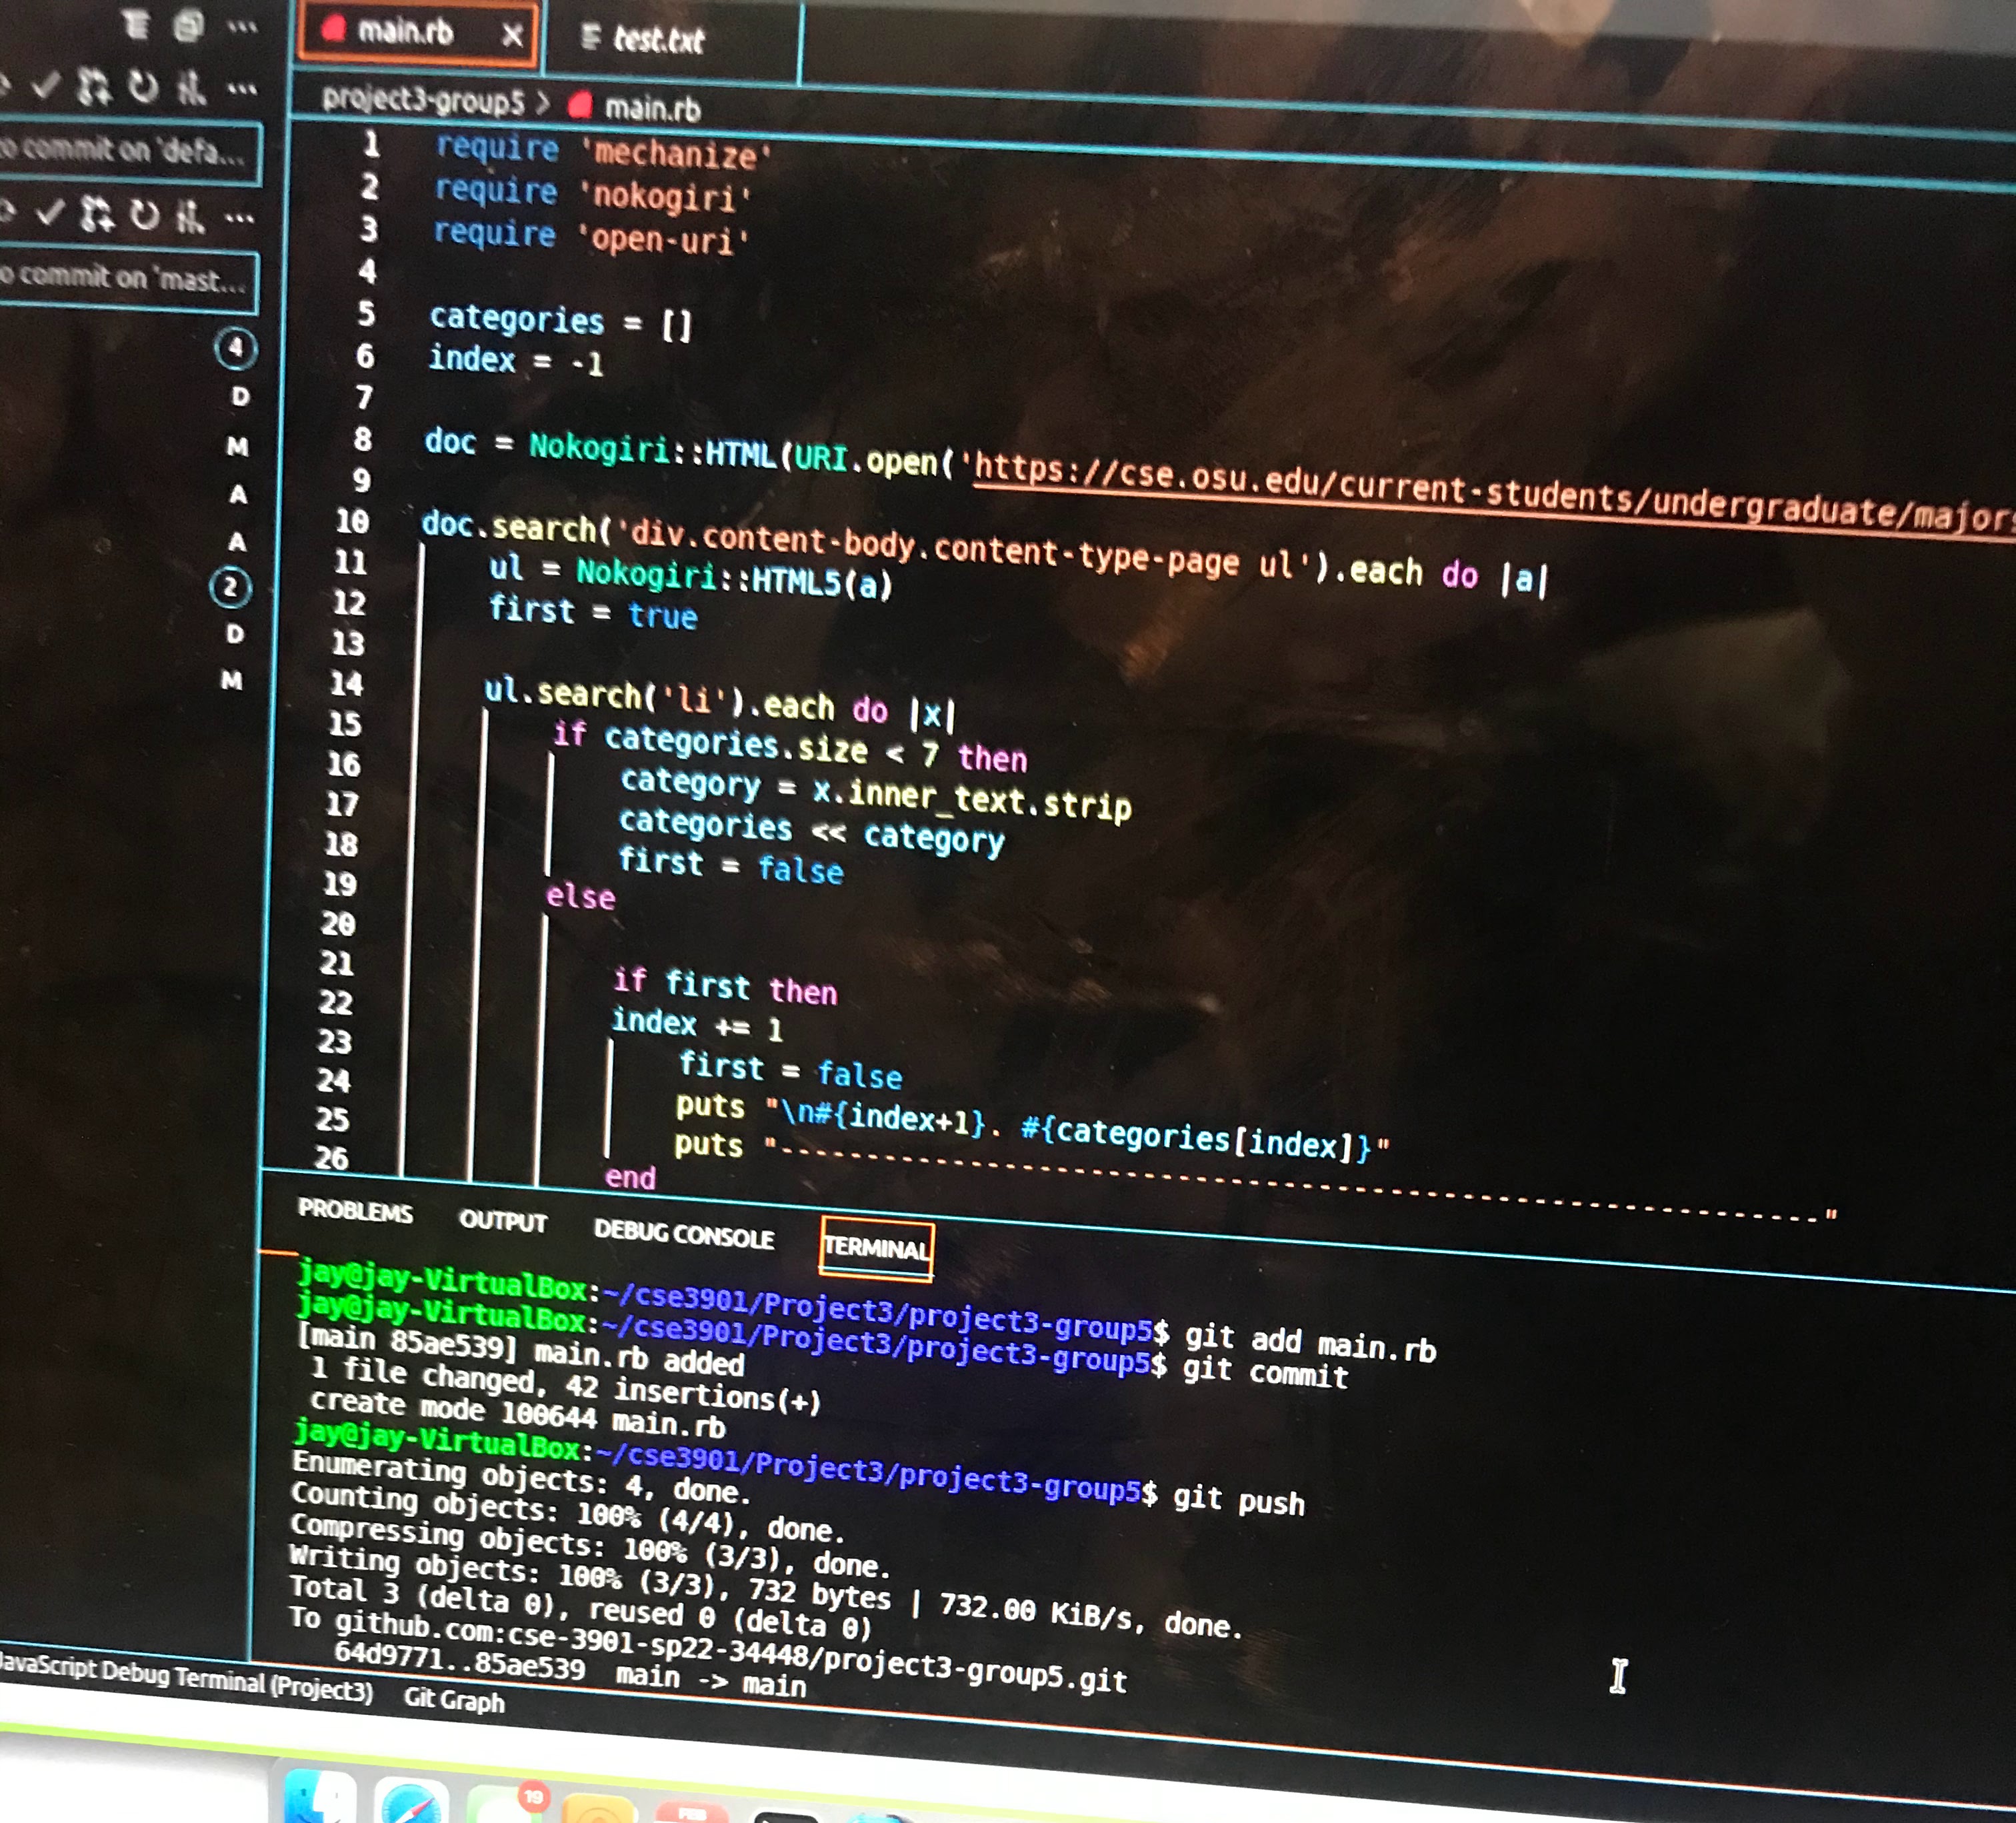 main.rb
test.txt
project3-group5 > main.rb
commit on 'defa...
commit on 'mast...
4
D
M
A
A
2
D
M
1 require 'mechanize'
2 require 'nokogiri'
3 require 'open-uri'
4
5 categories = []
6 index = -1
7
8 doc = Nokogiri::HTML(URI.open('https://cse.osu.edu/current-students/undergraduate/majors
9
10 doc.search('div.content-body.content-type-page ul').each do |a|
11 ul = Nokogiri::HTML5(a)
12 first = true
13
14 ul.search('li').each do |x|
15 if categories.size < 7 then
16 category = x.inner_text.strip
17 categories << category
18 first = false
19 else
20
21 if first then
22 index += 1
23 first = false
24 puts "\n#{index+1}. #{categories[index]}"
25 puts "--------------------------------------------------------------------------"
26 end
PROBLEMS OUTPUT DEBUG CONSOLE TERMINAL
jay@jay-VirtualBox:~/cse3901/Project3/project3-group5$ git add main.rb
jay@jay-VirtualBox:~/cse3901/Project3/project3-group5$ git commit
[main 85ae539] main.rb added
1 file changed, 42 insertions(+)
create mode 100644 main.rb
jay@jay-VirtualBox:~/cse3901/Project3/project3-group5$ git push
Enumerating objects: 4, done.
Counting objects: 100% (4/4), done.
Compressing objects: 100% (3/3), done.
Writing objects: 100% (3/3), 732 bytes | 732.00 KiB/s, done.
Total 3 (delta 0), reused 0 (delta 0)
To github.com:cse-3901-sp22-34448/project3-group5.git
64d9771..85ae539 main -> main
JavaScript Debug Terminal (Project3) Git Graph
19
FEB